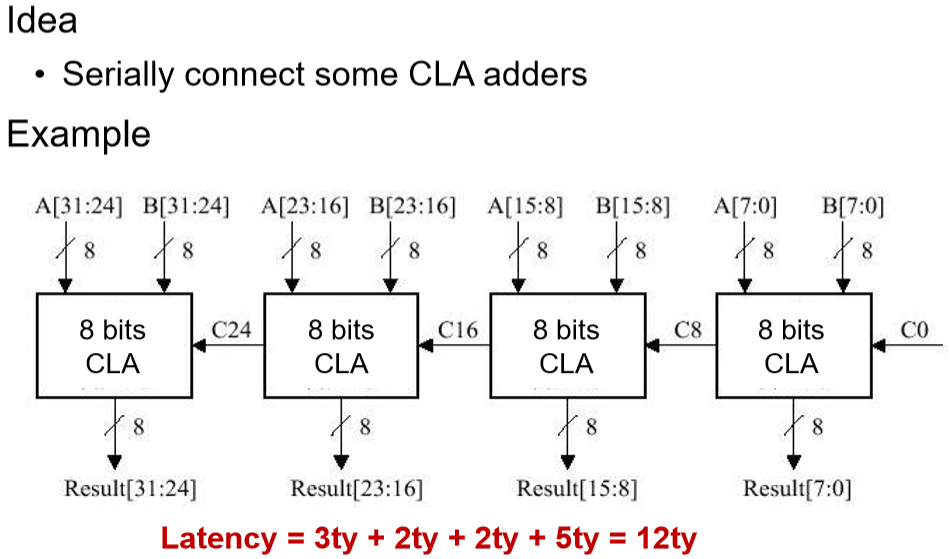 Idea
• Serially connect some CLA adders
Example
A[31:24] B[31:24] A[23:16] B[23:16] A[15:8] B[15:8] A[7:0] B[7:0]
8 8 8 8 8 8 8 8
8 bits CLA C24 8 bits CLA C16 8 bits CLA C8 8 bits CLA C0
8 8 8 8
Result[31:24] Result[23:16] Result[15:8] Result[7:0]
Latency = 3ty + 2ty + 2ty + 5ty = 12ty